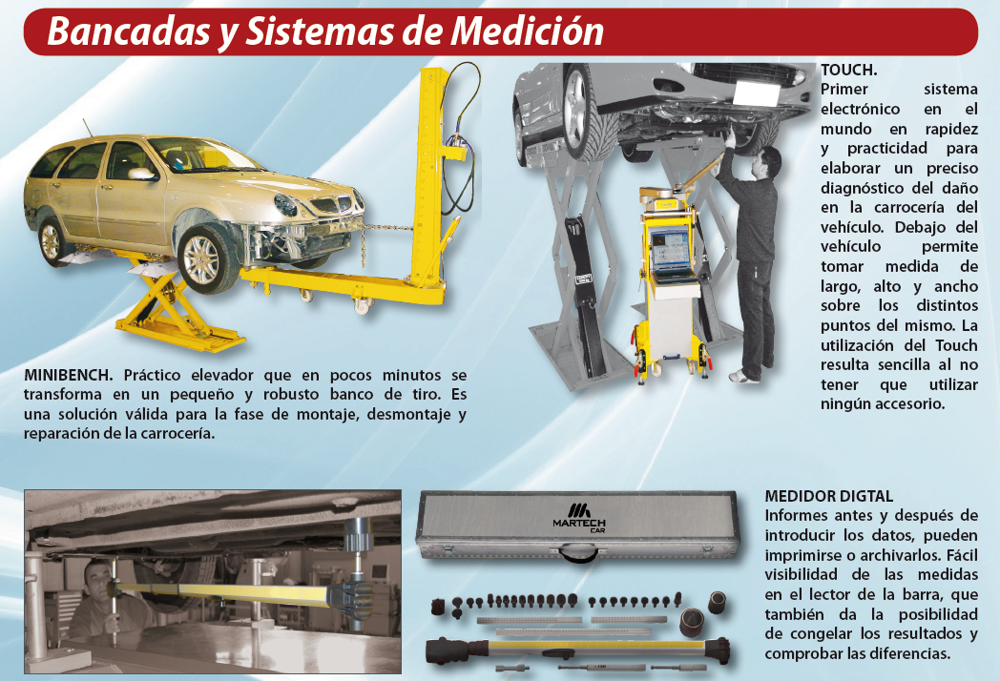 Bancadas y Sistemas de Medición
TOUCH.
Primer sistema
electrónico en el
mundo en rapidez
y practicidad para
elaborar un preciso
diagnóstico del daño
en la carrocería del
vehículo. Debajo del
vehículo permite
tomar medida de
largo, alto y ancho
sobre los distintos
puntos del mismo. La
utilización del Touch
resulta sencilla al no
tener que utilizar
ningún accesorio.
MINIBENCH. Práctico elevador que en pocos minutos se
transforma en un pequeño y robusto banco de tiro. Es
una solución válida para la fase de montaje, desmontaje y
reparación de la carrocería.
MARTECH
CAR
MEDIDOR DIGTAL
Informes antes y después de
introducir los datos, pueden
imprimirse o archivarlos. Fácil
visibilidad de las medidas
en el lector de la barra, que
también da la posibilidad
de congelar los resultados y
comprobar las diferencias.